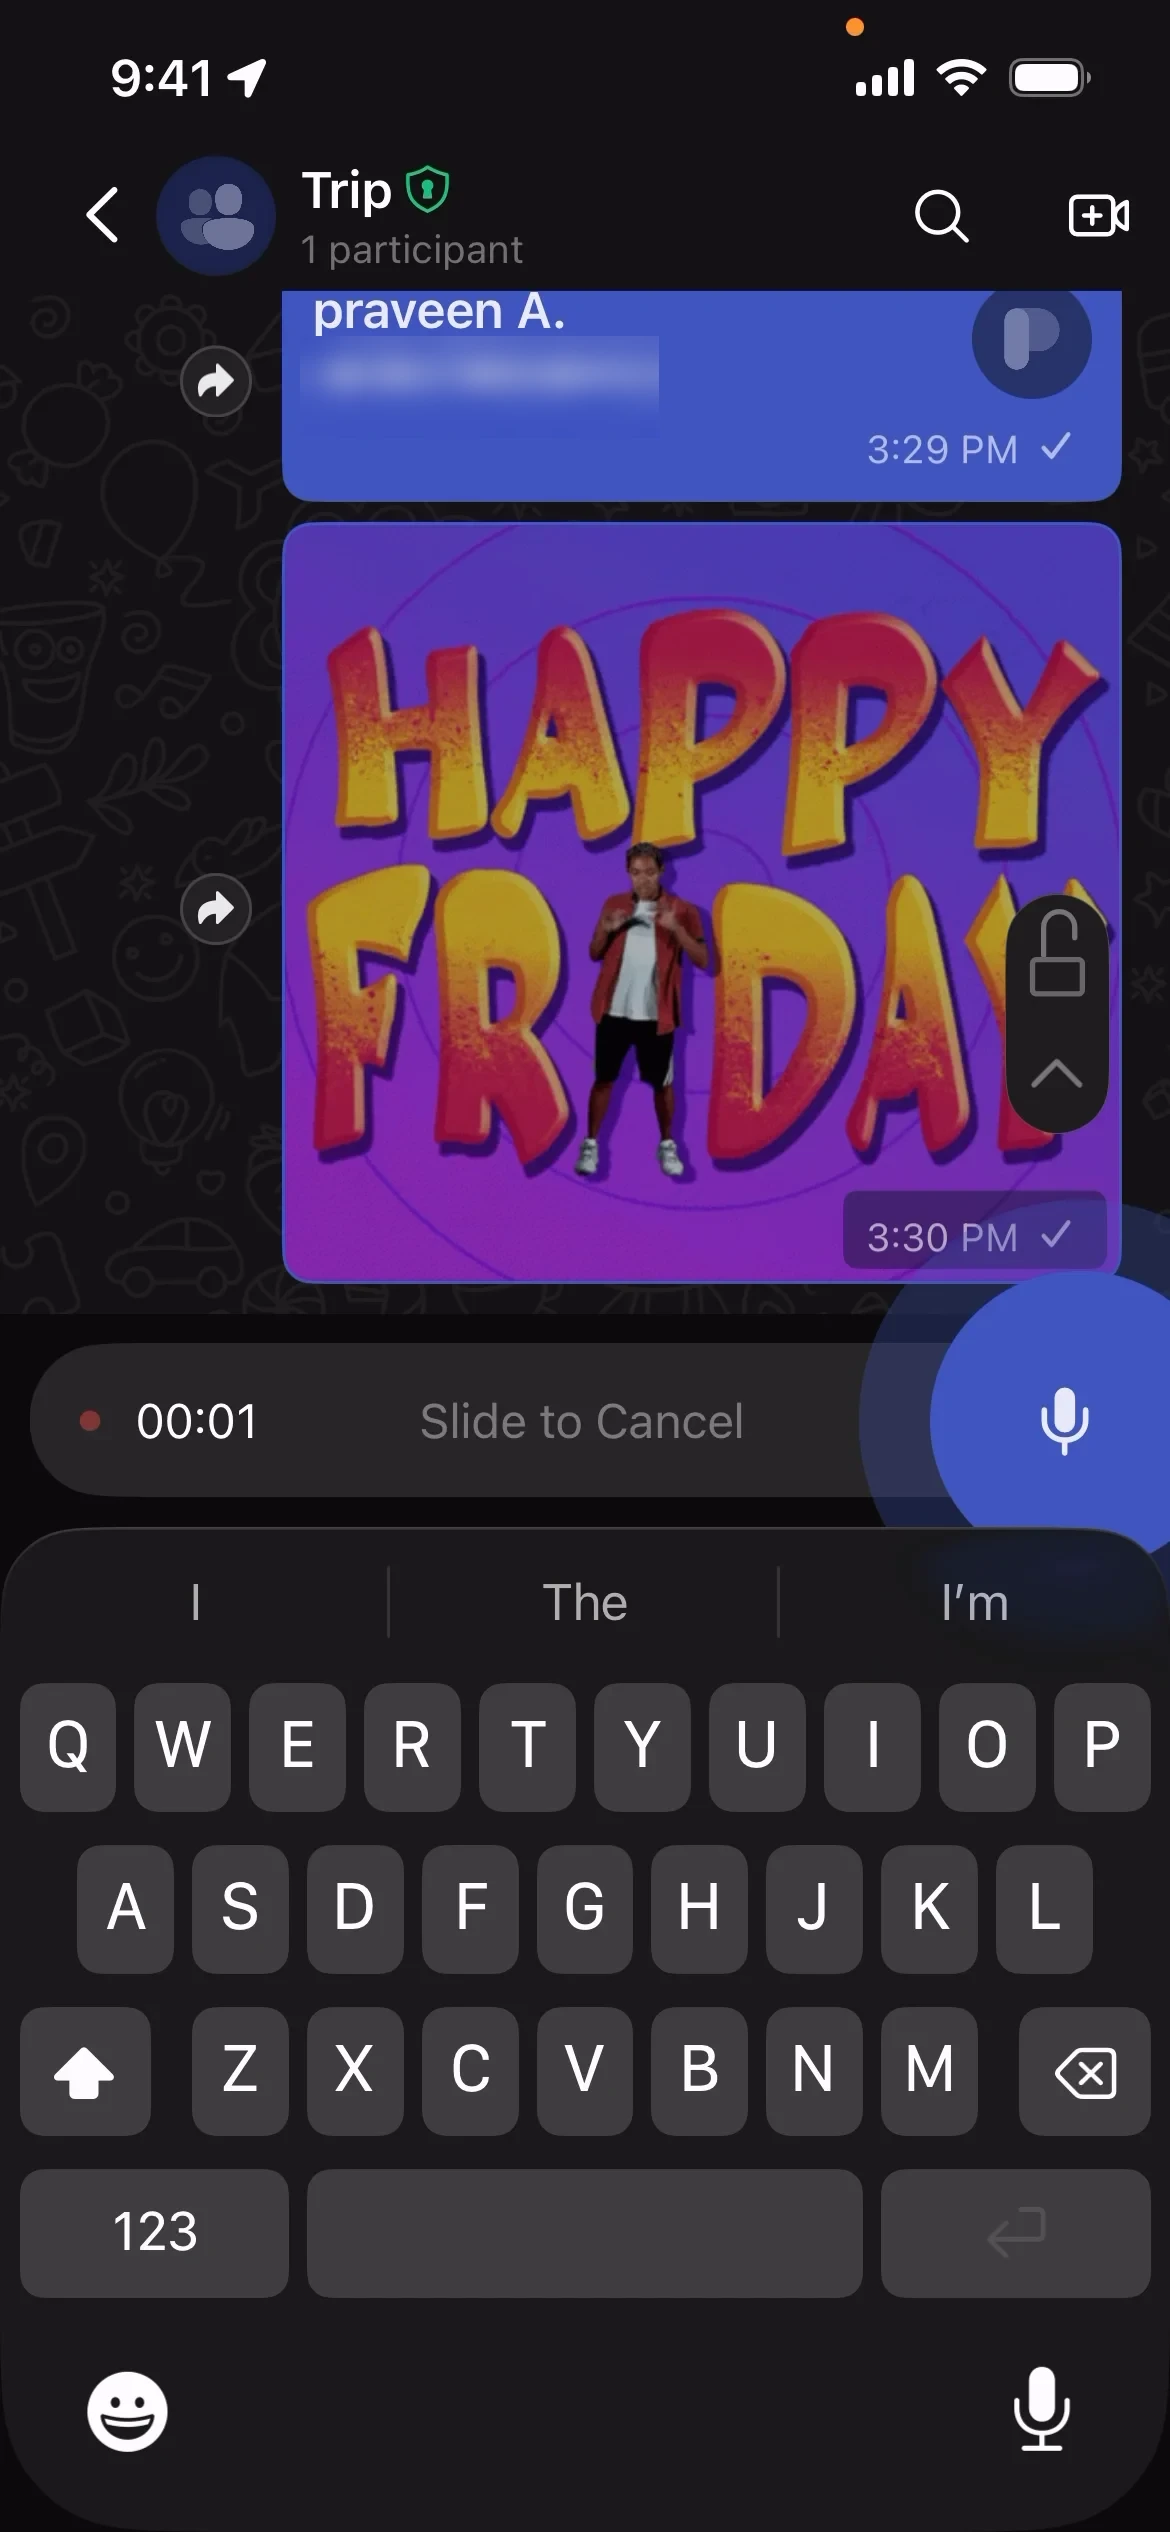 9:41
Trip
1 participant
praveen A.
3:29 PM
HAPPY
FRIDAY
3:30 PM
00:01
Slide to Cancel
I
The
I’m
Q W E R T Y U I O P
A S D F G H J K L
Z X C V B N M
123